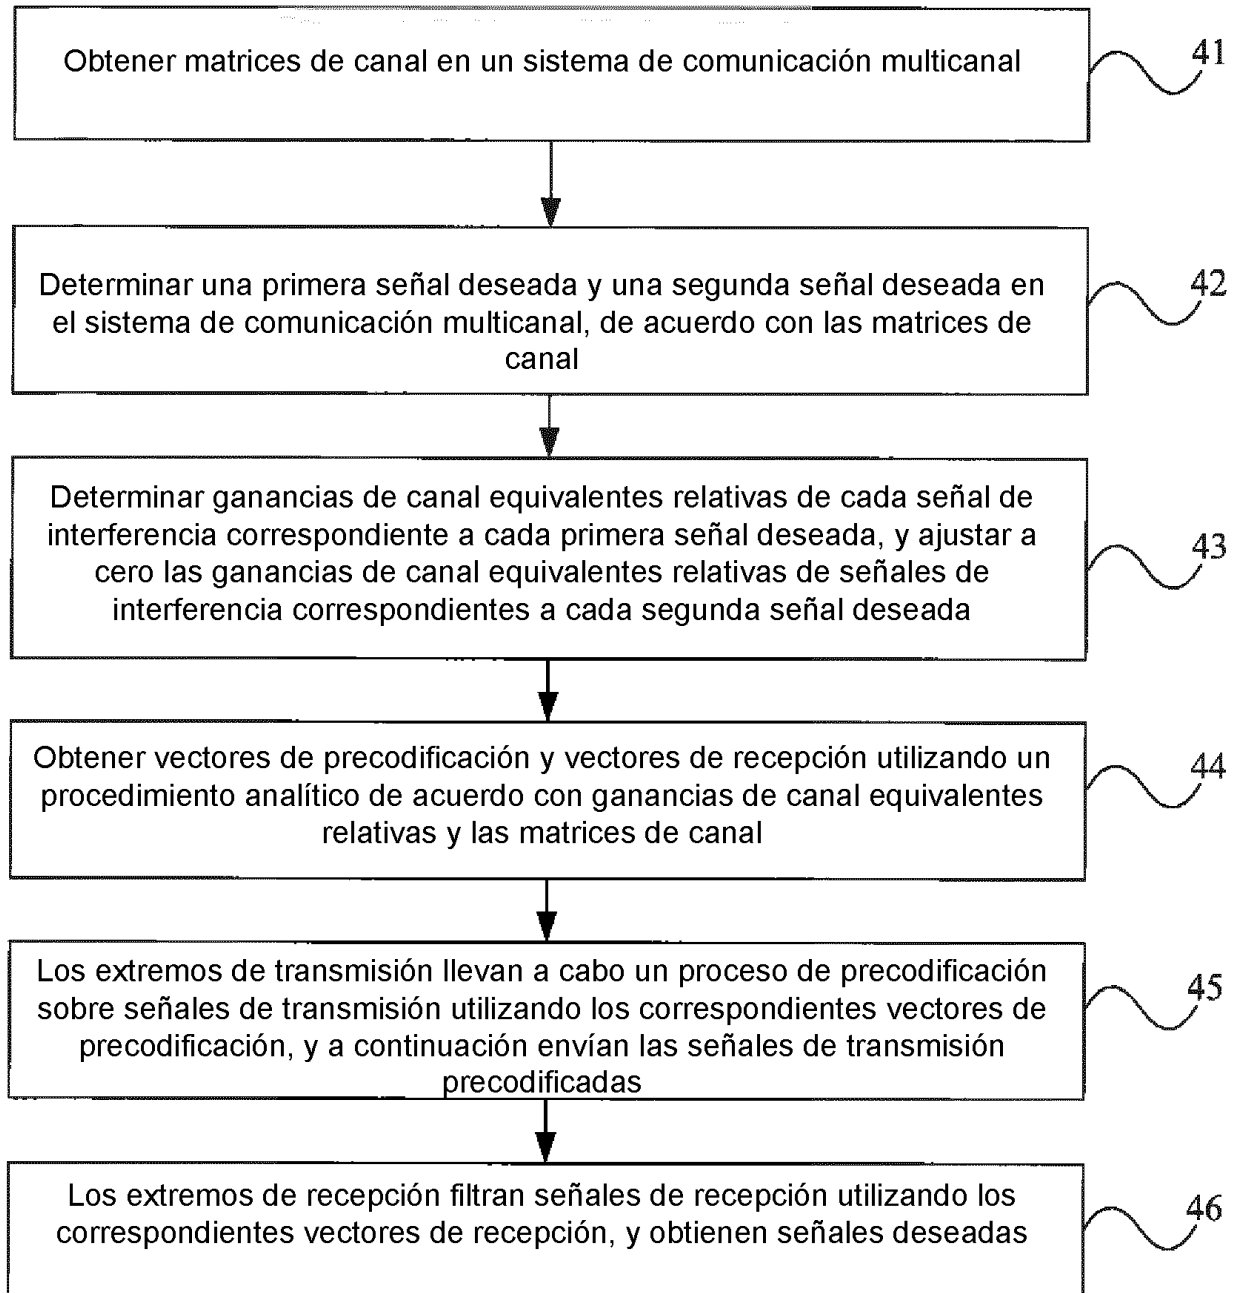 Obtener matrices de canal en un sistema de comunicación multicanal
41
Determinar una primera señal deseada y una segunda señal deseada en
el sistema de comunicación multicanal, de acuerdo con las matrices de
canal
42
Determinar ganancias de canal equivalentes relativas de cada señal de
interferencia correspondiente a cada primera señal deseada, y ajustar a
cero las ganancias de canal equivalentes relativas de señales de
interferencia correspondientes a cada segunda señal deseada
43
Obtener vectores de precodificación y vectores de recepción utilizando un
procedimiento analítico de acuerdo con ganancias de canal equivalentes
relativas y las matrices de canal
44
Los extremos de transmisión llevan a cabo un proceso de precodificación
sobre señales de transmisión utilizando los correspondientes vectores de
precodificación, y a continuación envían las señales de transmisión
precodificadas
45
Los extremos de recepción filtran señales de recepción utilizando los
correspondientes vectores de recepción, y obtienen señales deseadas
46